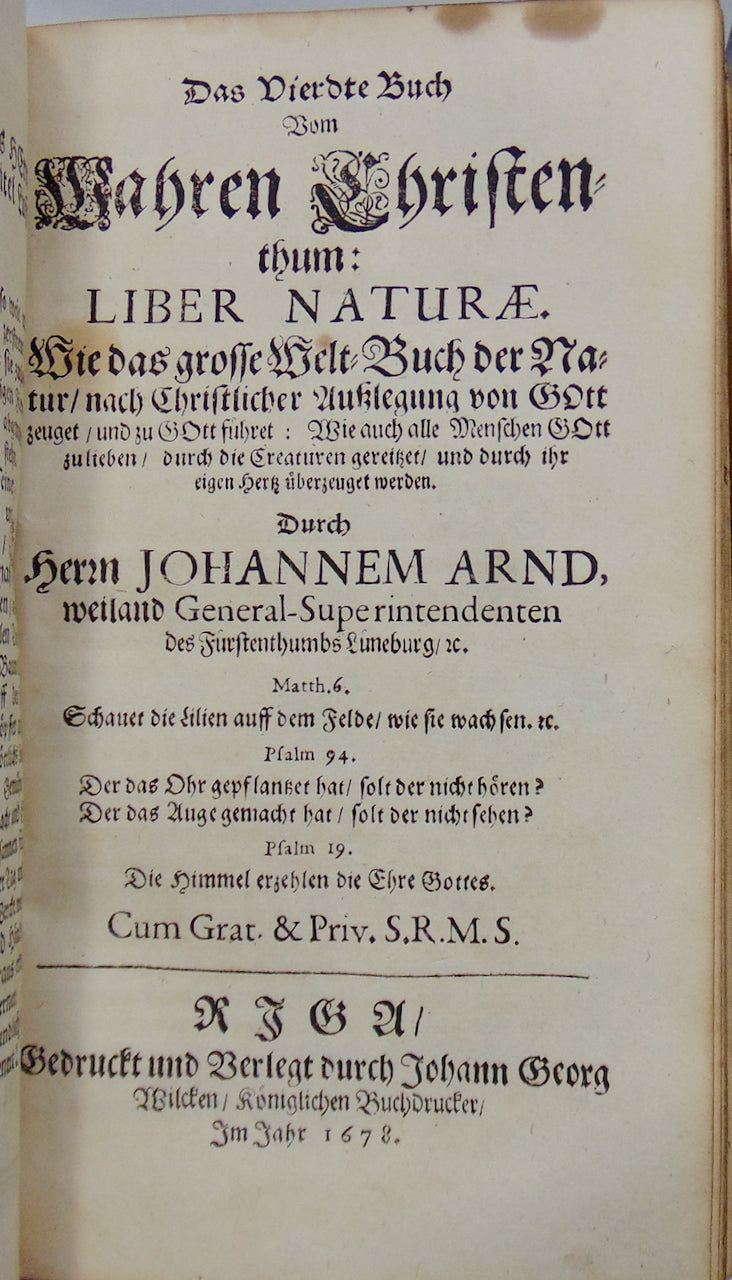 Das Vierdte Buch
Vom
Wahren Christen-
thum:
LIBER NATURÆ.
Wie das grosse Welt-Buch der Na-
tur/ nach Christlicher Außlegung von GOtt
zeuget / und zu GOtt führet : Wie auch alle Menschen GOtt
zu lieben / durch die Creaturen gereitzet/ und durch ihr
eigen Hertz überzeuget werden.
Durch
Herrn JOHANNEM ARND,
weiland General-Superintendenten
des Fürstenthumbs Lüneburg/ ꝛc.
Matth.6.
Schauet die Lilien auff dem Felde/ wie sie wachsen. ꝛc.
Psalm 94.
Der das Ohr gepflantzet hat/ solt der nicht hören?
Der das Auge gemacht hat / solt der nicht sehen?
Psalm 19.
Die Himmel erzehlen die Ehre Gottes.
Cum Grat. & Priv. S.R.M.S.
RIGA/
Gedruckt und Verlegt durch Johann Georg
Wilcken / Königlichen Buchdrucker/
Im Jahr 1678.